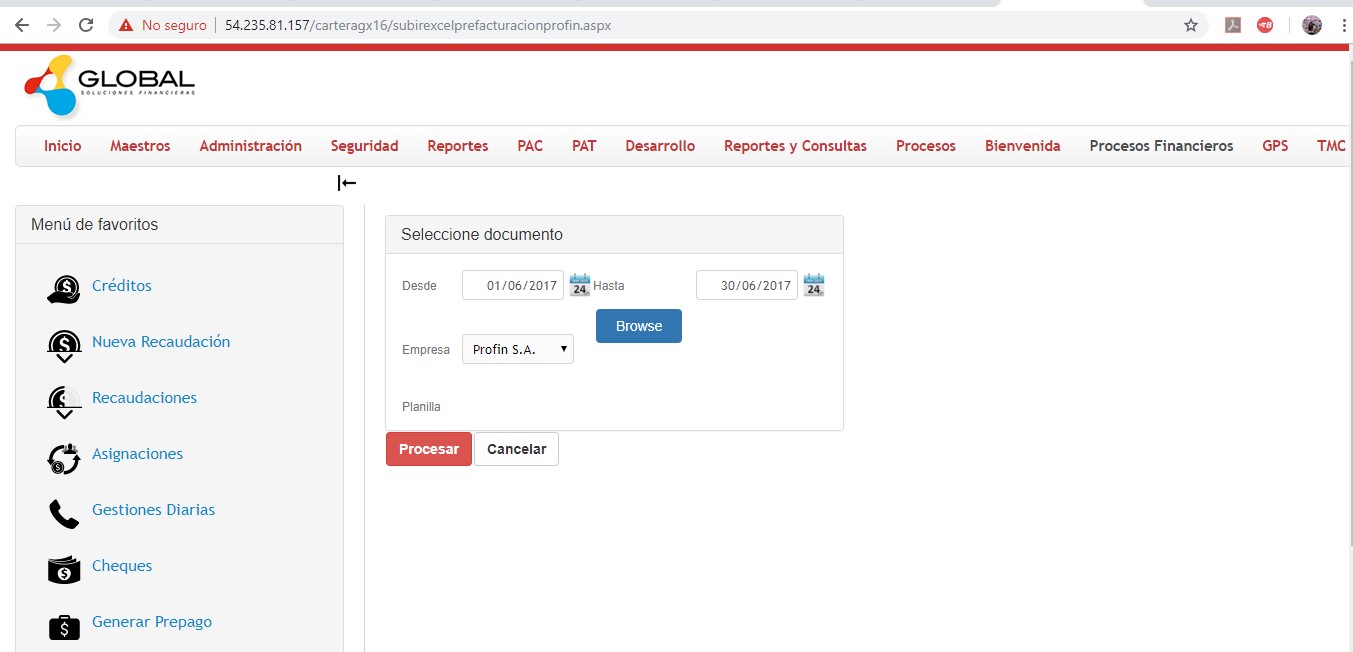 No seguro | 54.235.81.157/carteragx16/subirexcelprefacturacionprofin.aspx
GLOBAL
SOLUCIONES FINANCIERAS
Inicio Maestros Administración Seguridad Reportes PAC PAT Desarrollo Reportes y Consultas Procesos Bienvenida Procesos Financieros GPS TMC
Menú de favoritos
Créditos
Nueva Recaudación
Recaudaciones
Asignaciones
Gestiones Diarias
Cheques
Generar Prepago
Seleccione documento
Desde 01/06/2017 24 Hasta 30/06/2017 24
Browse
Empresa Profin S.A.
Planilla
Procesar Cancelar